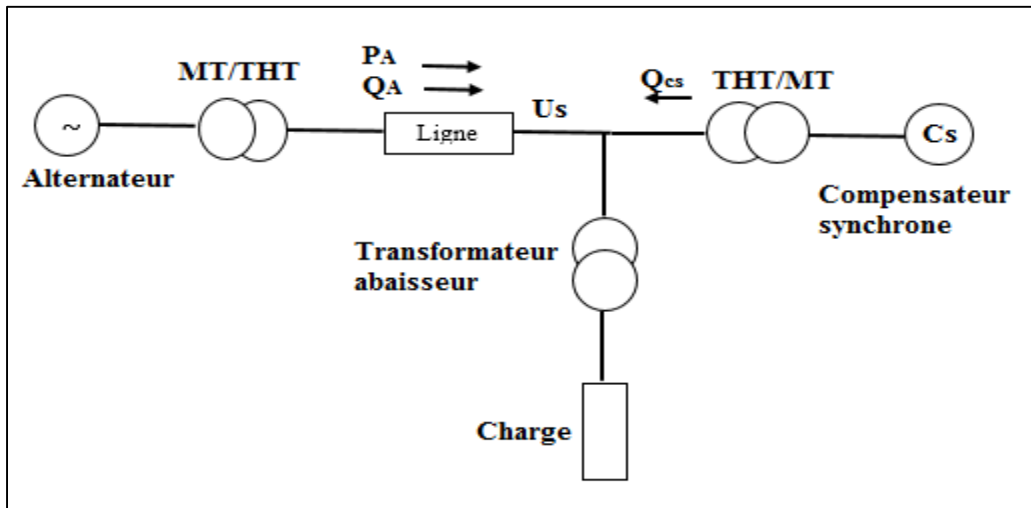 PA
QA
MT/THT
Qcs
THT/MT
Us
~
Ligne
Cs
Alternateur
Compensateur
synchrone
Transformateur
abaisseur
Charge